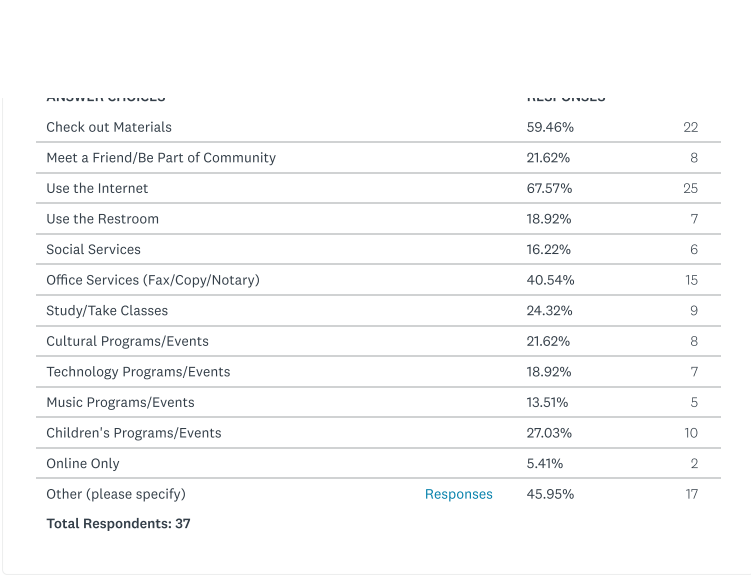 ANSWER CHOICES RESPONSES
Check out Materials 59.46% 22
Meet a Friend/Be Part of Community 21.62% 8
Use the Internet 67.57% 25
Use the Restroom 18.92% 7
Social Services 16.22% 6
Office Services (Fax/Copy/Notary) 40.54% 15
Study/Take Classes 24.32% 9
Cultural Programs/Events 21.62% 8
Technology Programs/Events 18.92% 7
Music Programs/Events 13.51% 5
Children's Programs/Events 27.03% 10
Online Only 5.41% 2
Other (please specify) Responses 45.95% 17
Total Respondents: 37